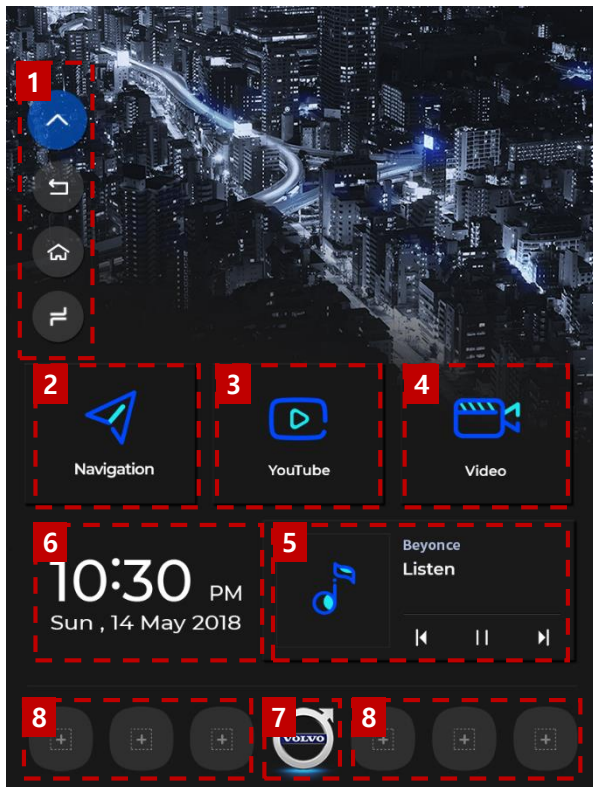 1
2
Navigation
3
YouTube
4
Video
6
10:30 PM
Sun , 14 May 2018
5
Beyonce
Listen
8
7
VOLVO
8